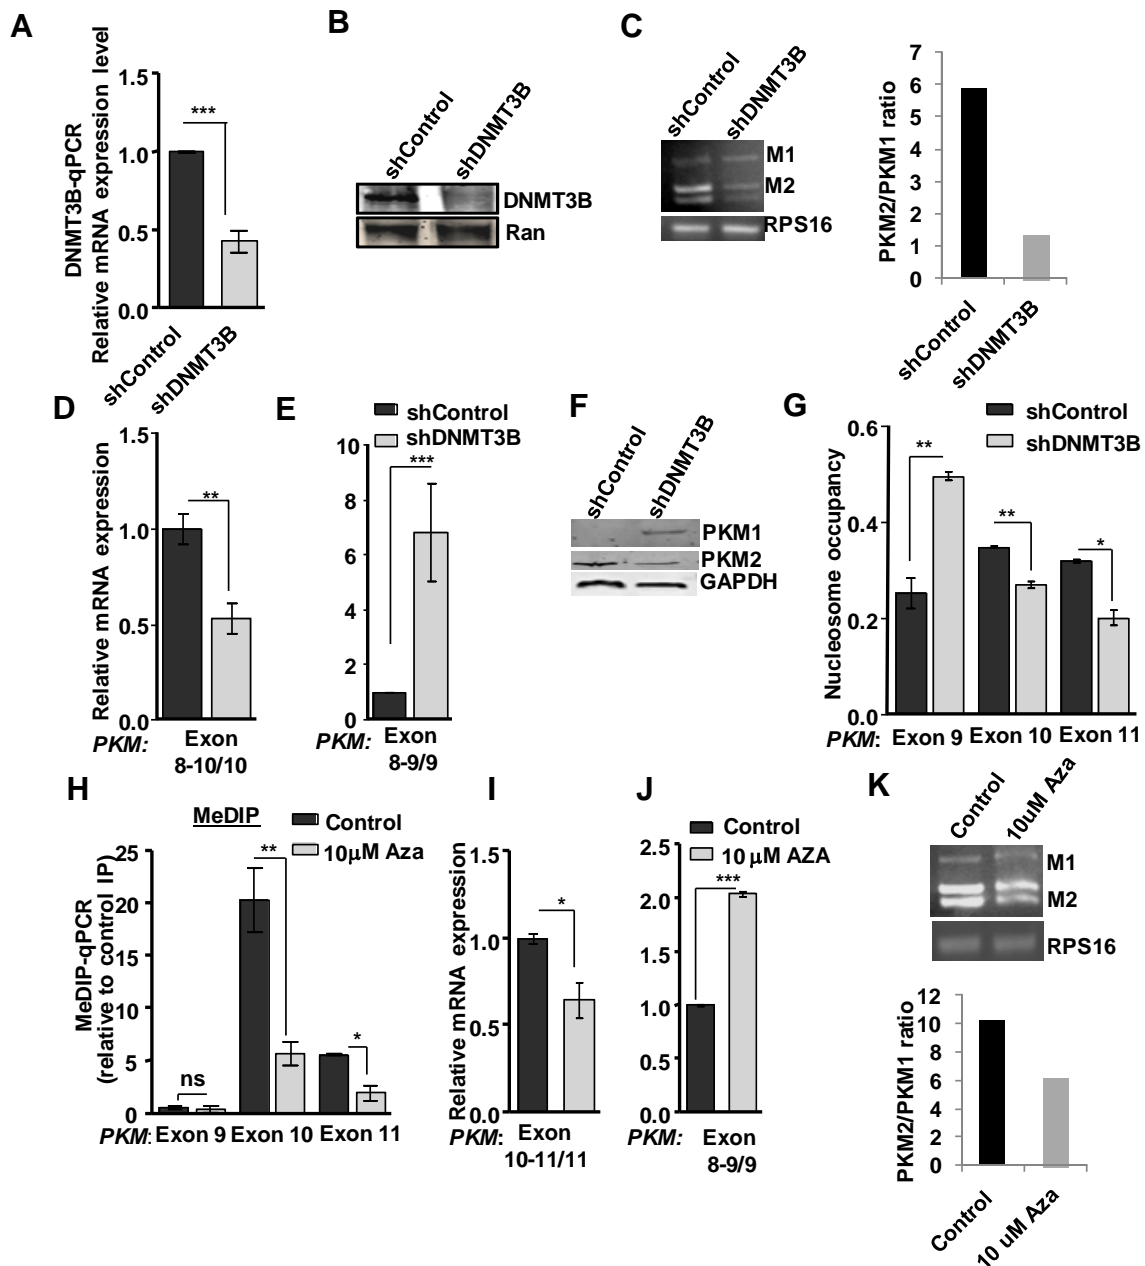 A
DNMT3B-qPCR
Relative mRNA expression level
1.5
1.0
0.5
0.0
***
shControl
shDNMT3B
B
shControl
shDNMT3B
DNMT3B
Ran
C
shControl
shDNMT3B
M1
M2
RPS16
PKM2/PKM1 ratio
7
6
5
4
3
2
1
0
shControl
shDNMT3B
D
Relative mRNA expression
1.5
1.0
0.5
0.0
**
PKM: Exon
8-10/10
E
shControl
shDNMT3B
10
8
6
4
2
0
***
PKM: Exon
8-9/9
F
shControl
shDNMT3B
PKM1
PKM2
GAPDH
G
shControl
shDNMT3B
Nucleosome occupancy
0.6
0.4
0.2
0.0
**
**
*
PKM: Exon 9 Exon 10 Exon 11
H
MeDIP
Control
10μM Aza
MeDIP-qPCR
(relative to control IP)
25
20
15
10
5
0
ns
**
*
PKM: Exon 9 Exon 10 Exon 11
I
Relative mRNA expression
1.5
1.0
0.5
0.0
*
PKM: Exon
10-11/11
J
Control
10 μM AZA
2.5
2.0
1.5
1.0
0.5
0.0
***
PKM: Exon
8-9/9
K
Control
10uM Aza
M1
M2
RPS16
PKM2/PKM1 ratio
12
10
8
6
4
2
0
Control
10 uM Aza